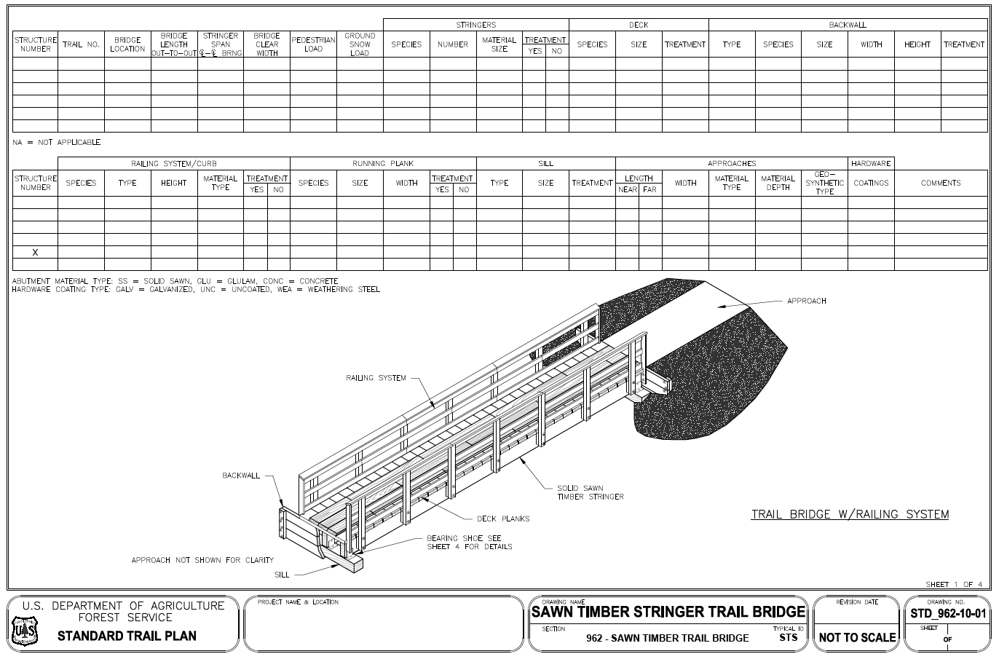 STRINGERS DECK BACKWALL
STRUCTURE NUMBER TRAIL NO. BRIDGE LOCATION BRIDGE LENGTH OUT-TO-OUT STRINGER SPAN ℄-℄ BRNG BRIDGE CLEAR WIDTH PEDESTRIAN LOAD GROUND SNOW LOAD SPECIES NUMBER MATERIAL SIZE TREATMENT YES NO SPECIES SIZE TREATMENT TYPE SPECIES SIZE WIDTH HEIGHT TREATMENT
NA = NOT APPLICABLE
RAILING SYSTEM/CURB RUNNING PLANK SILL APPROACHES HARDWARE
STRUCTURE NUMBER SPECIES TYPE HEIGHT MATERIAL TYPE TREATMENT YES NO SPECIES SIZE WIDTH TREATMENT YES NO TYPE SIZE TREATMENT LENGTH NEAR FAR WIDTH MATERIAL TYPE MATERIAL DEPTH GEO-SYNTHETIC TYPE COATINGS COMMENTS
X
ABUTMENT MATERIAL TYPE: SS = SOLID SAWN, GLU = GLULAM, CONC = CONCRETE
HARDWARE COATING TYPE: GALV = GALVANIZED, UNC = UNCOATED, WEA = WEATHERING STEEL
APPROACH
RAILING SYSTEM
BACKWALL
SOLID SAWN
TIMBER STRINGER
DECK PLANKS
TRAIL BRIDGE W/RAILING SYSTEM
BEARING SHOE SEE
SHEET 4 FOR DETAILS
APPROACH NOT SHOWN FOR CLARITY
SILL
SHEET 1 OF 4
U.S. DEPARTMENT OF AGRICULTURE
FOREST SERVICE
STANDARD TRAIL PLAN
U S
PROJECT NAME & LOCATION
DRAWING NAME
SAWN TIMBER STRINGER TRAIL BRIDGE
SECTION
962 - SAWN TIMBER TRAIL BRIDGE
TYPICAL ID
STS
REVISION DATE
NOT TO SCALE
DRAWING NO.
STD_962-10-01
SHEET
OF